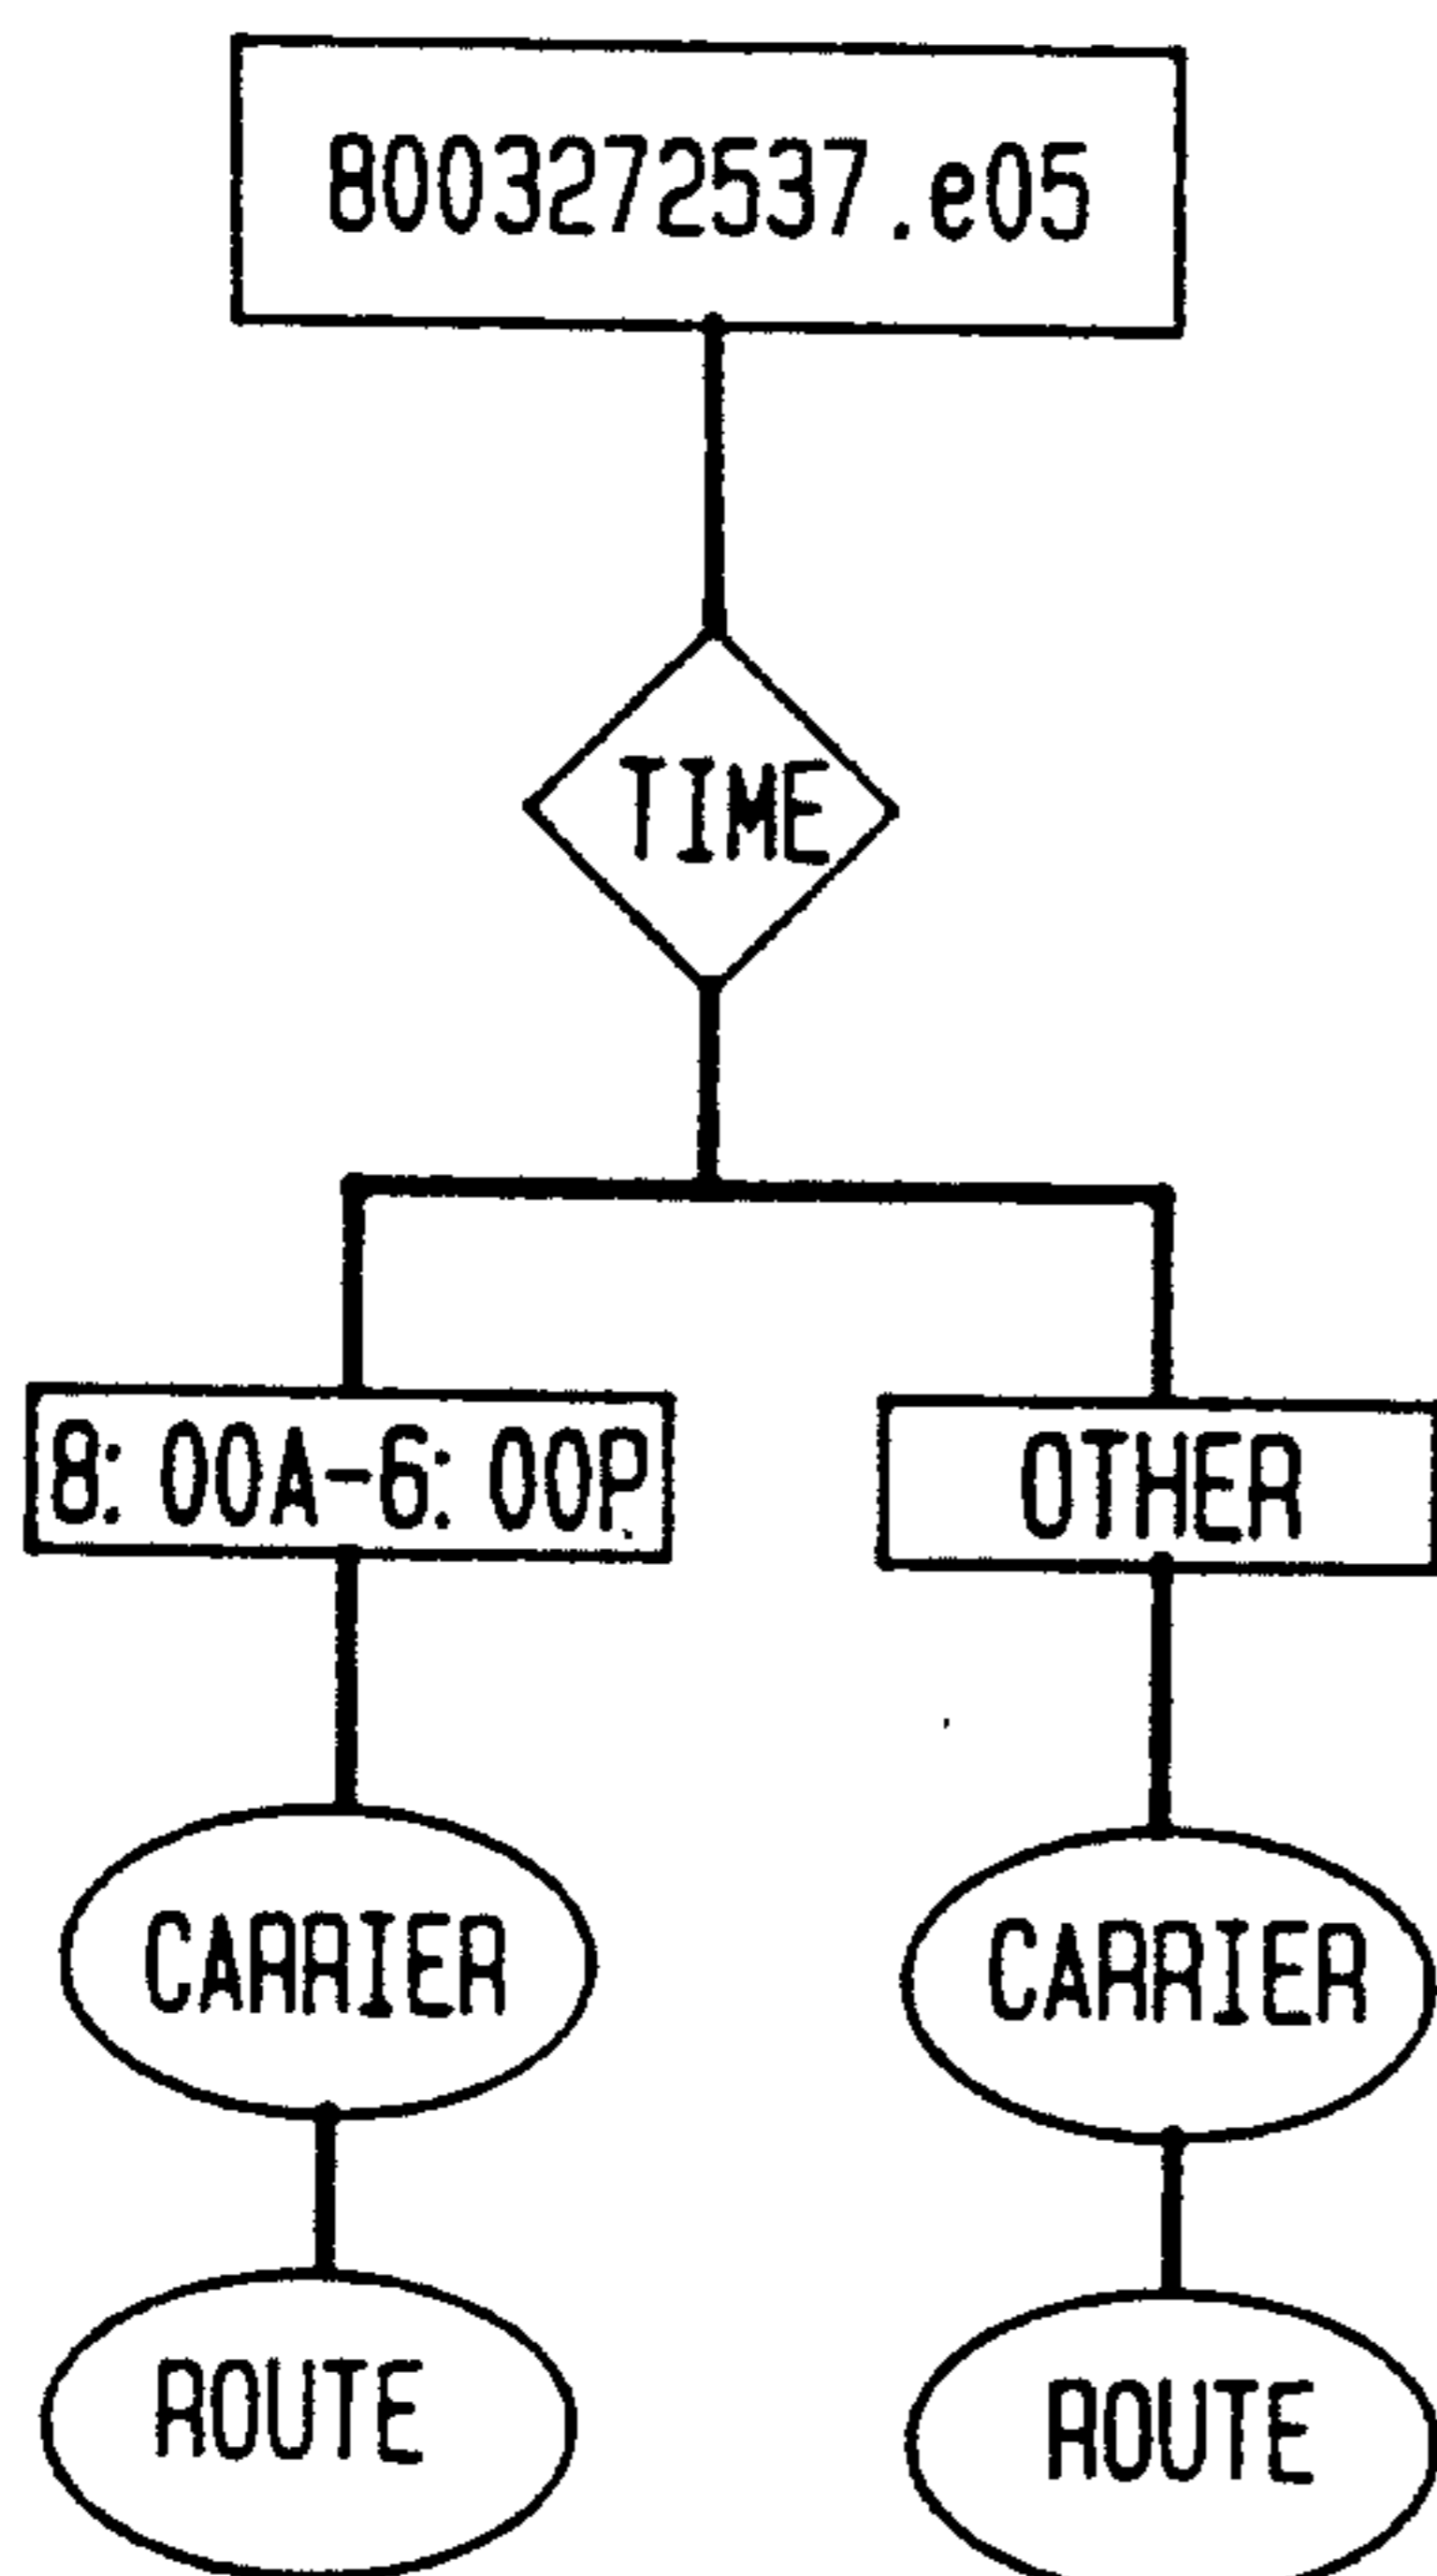 8003272537.e05
TIME
8:00A-6:00P
OTHER
CARRIER
CARRIER
ROUTE
ROUTE